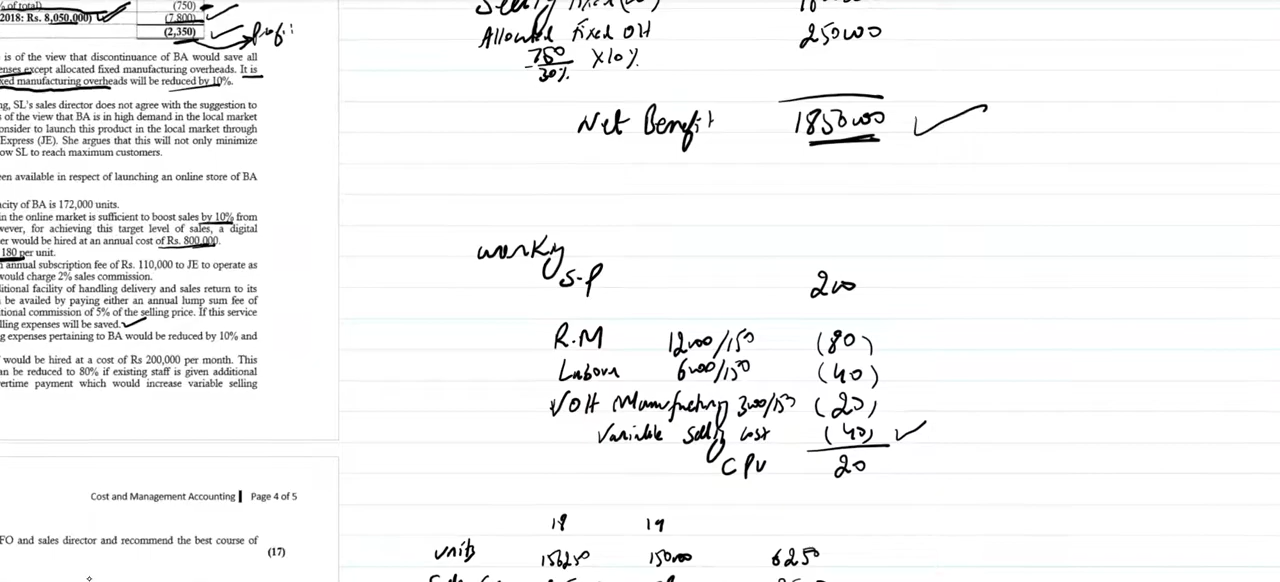 % of total)
(750)
2018: Rs. 8,050,000)
(7,800)
(2,350)
Profit
is of the view that discontinuance of BA would save all
enses except allocated fixed manufacturing overheads. It is
xed manufacturing overheads will be reduced by 10%.
ng, SL's sales director does not agree with the suggestion to
of the view that BA is in high demand in the local market
onsider to launch this product in the local market through
Express (JE). She argues that this will not only minimize
ow SL to reach maximum customers.
een available in respect of launching an online store of BA
acity of BA is 172,000 units.
in the online market is sufficient to boost sales by 10% from
wever, for achieving this target level of sales, a digital
er would be hired at an annual cost of Rs. 800,000.
180 per unit.
annual subscription fee of Rs. 110,000 to JE to operate as
would charge 2% sales commission.
ditional facility of handling delivery and sales return to its
be availed by paying either an annual lump sum fee of
tional commission of 5% of the selling price. If this service
lling expenses will be saved.
g expenses pertaining to BA would be reduced by 10% and
would be hired at a cost of Rs 200,000 per month. This
an be reduced to 80% if existing staff is given additional
ertime payment which would increase variable selling
Cost and Management Accounting | Page 4 of 5
FO and sales director and recommend the best course of
(17)
Allocated Fixed OH 250000
750/30% x10%
Net Benefit 1850000
working
S.P 200
R.M 12000/150 (80)
Labour 6000/150 (40)
VOH Manufacturing 3000/150 (20)
Variable Selling cost (40)
CPU 20
18 19
units 156250 150000 6250